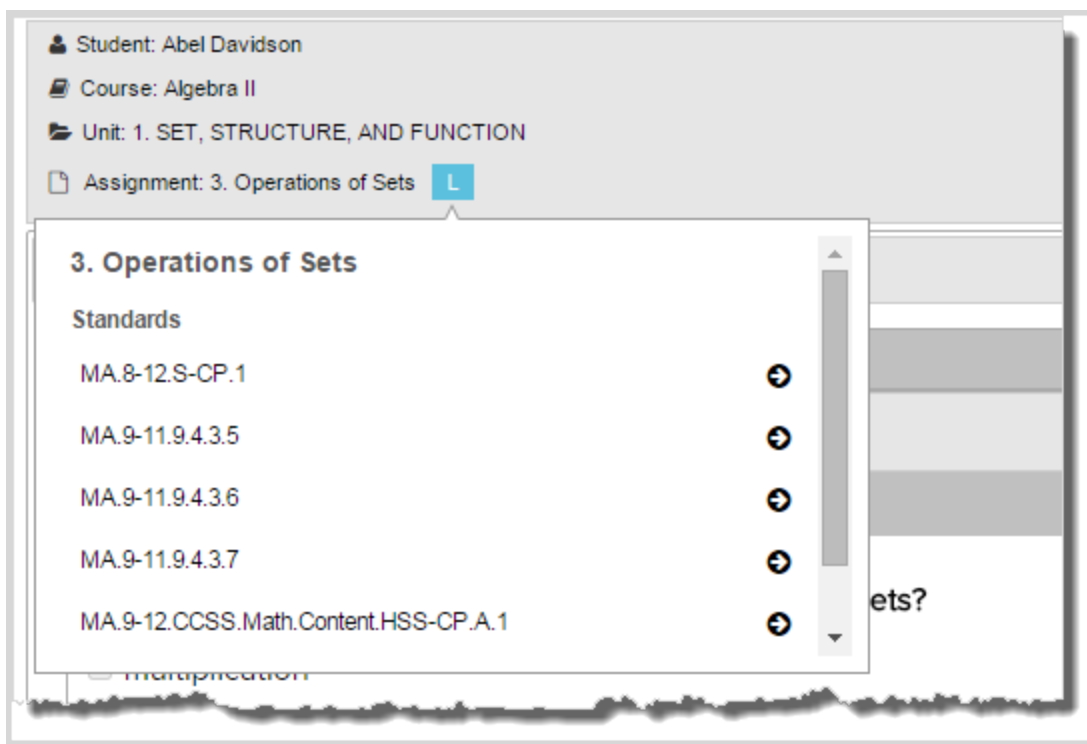 Student: Abel Davidson
Course: Algebra II
Unit: 1. SET, STRUCTURE, AND FUNCTION
Assignment: 3. Operations of Sets L
3. Operations of Sets
Standards
MA.8-12.S-CP.1
MA.9-11.9.4.3.5
MA.9-11.9.4.3.6
MA.9-11.9.4.3.7
ets?
MA.9-12.CCSS.Math.Content.HSS-CP.A.1
multiplication